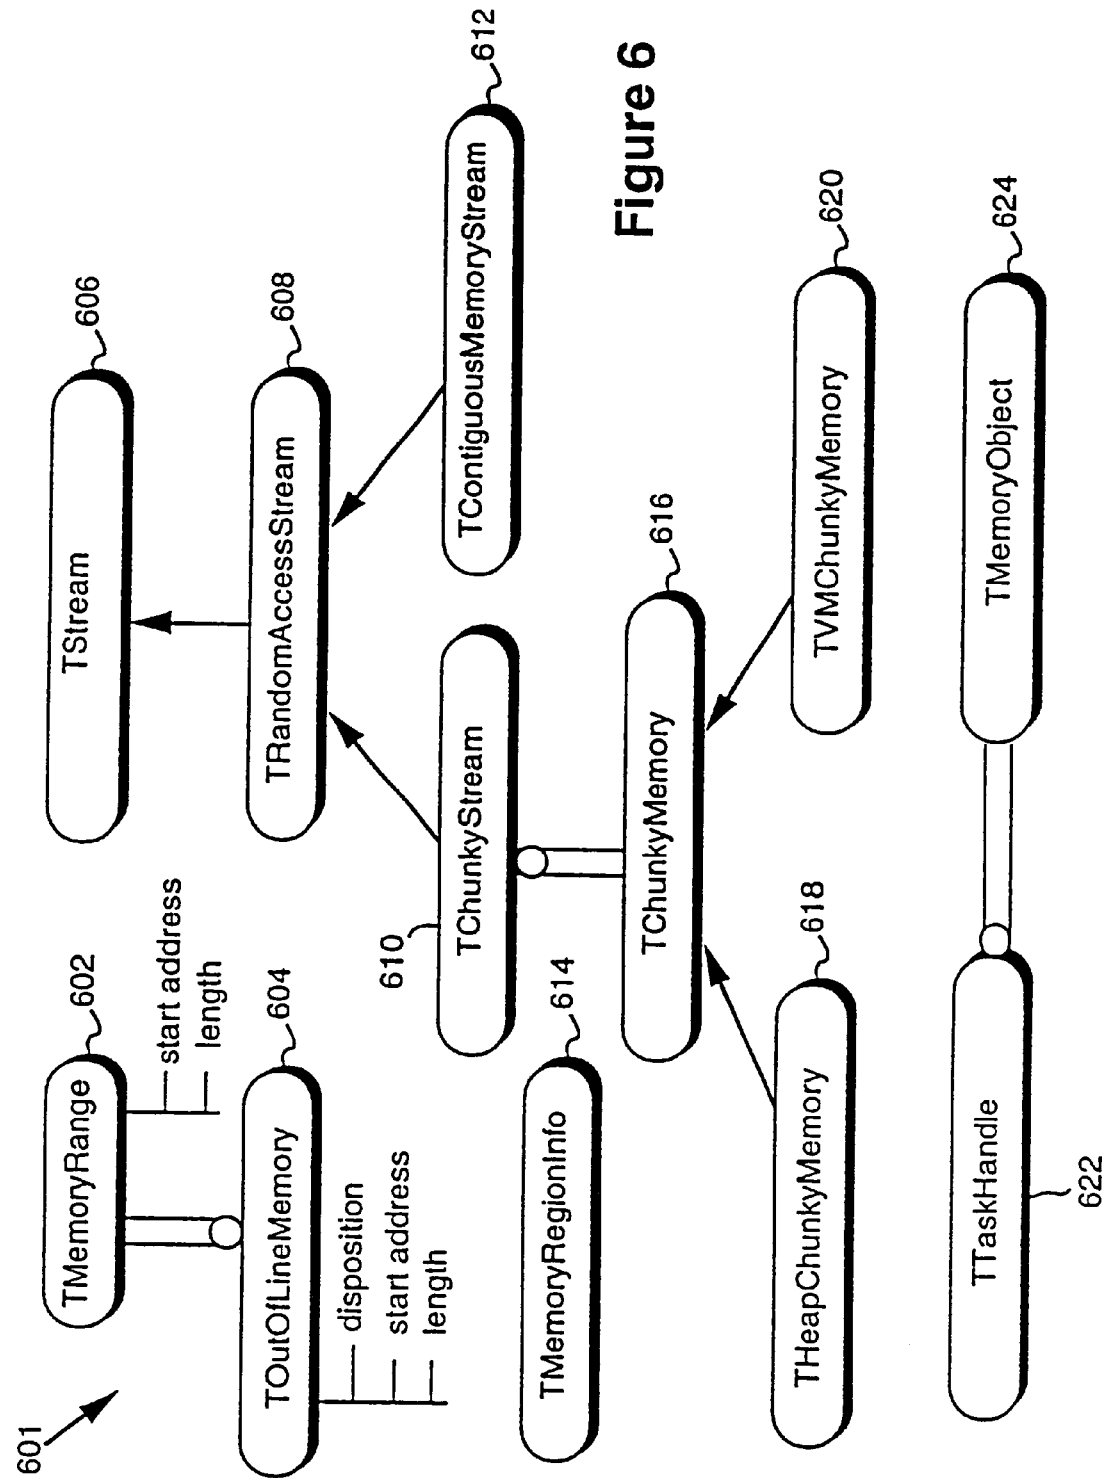 601
TMemoryRange
602
start address
length
TOutOfLineMemory
604
disposition
start address
length
TStream
606
TRandomAccessStream
608
610
TChunkyStream
TContiguousMemoryStream
612
TMemoryRegionInfo
614
TChunkyMemory
616
THeapChunkyMemory
618
TVMChunkyMemory
620
TTaskHandle
622
TMemoryObject
624
Figure 6